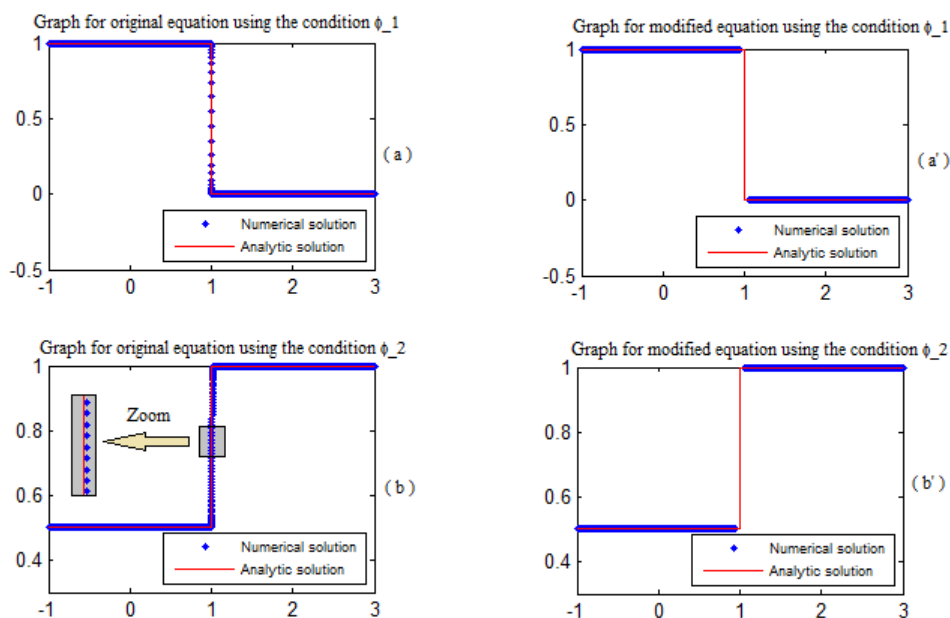 Graph for original equation using the condition ϕ_1
1
0.5
0
-0.5
-1 0 1 2 3
Numerical solution
Analytic solution
( a )
Graph for modified equation using the condition ϕ_1
1
0.5
0
-0.5
-1 0 1 2 3
Numerical solution
Analytic solution
( a' )
Graph for original equation using the condition ϕ_2
1
0.8
0.6
0.4
-1 0 1 2 3
Zoom
Numerical solution
Analytic solution
( b )
Graph for modified equation using the condition ϕ_2
1
0.8
0.6
0.4
-1 0 1 2 3
Numerical solution
Analytic solution
( b' )